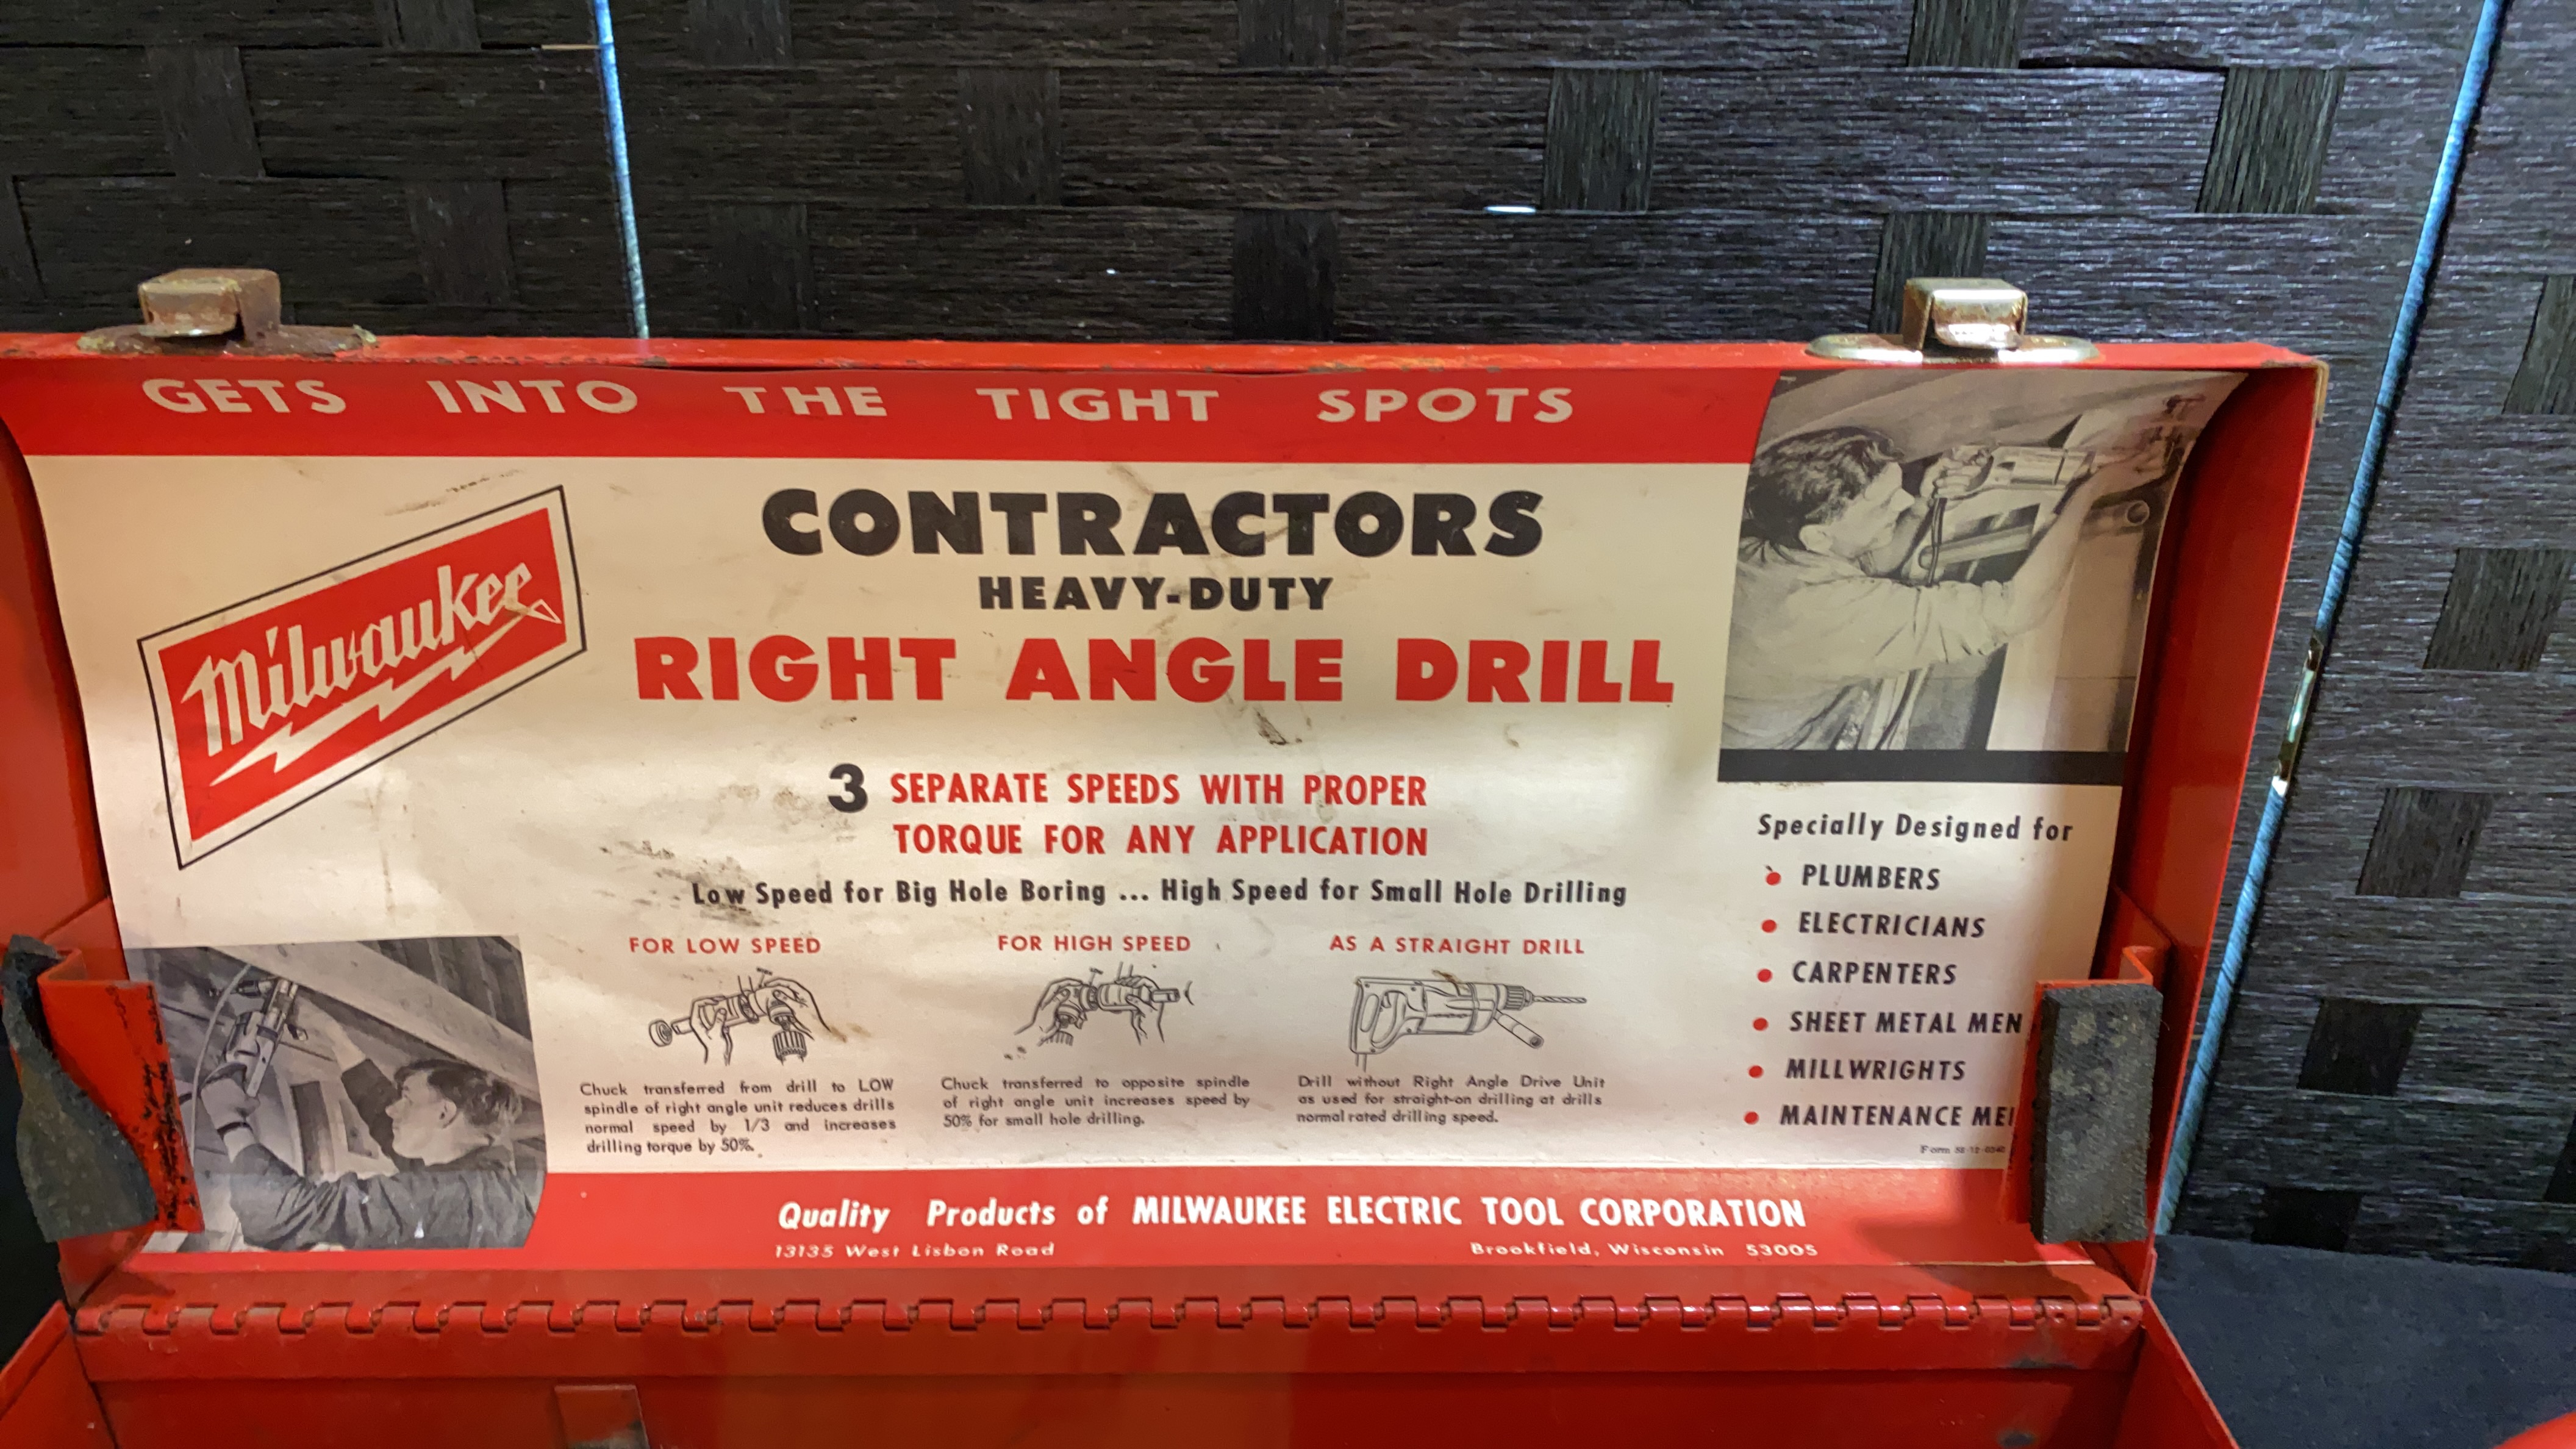 GETS INTO THE TIGHT SPOTS
Milwaukee
CONTRACTORS
HEAVY-DUTY
RIGHT ANGLE DRILL
3 SEPARATE SPEEDS WITH PROPER
TORQUE FOR ANY APPLICATION
Low Speed for Big Hole Boring ... High Speed for Small Hole Drilling
FOR LOW SPEED
Chuck transferred from drill to LOW
spindle of right angle unit reduces drills
normal speed by 1/3 and increases
drilling torque by 50%.
FOR HIGH SPEED
Chuck transferred to opposite spindle
of right angle unit increases speed by
50% for small hole drilling.
AS A STRAIGHT DRILL
Drill without Right Angle Drive Unit
as used for straight-on drilling at drills
normal rated drilling speed.
Specially Designed for
• PLUMBERS
• ELECTRICIANS
• CARPENTERS
• SHEET METAL MEN
• MILLWRIGHTS
• MAINTENANCE ME
Form
Quality Products of MILWAUKEE ELECTRIC TOOL CORPORATION
13135 West Lisbon Road Brookfield, Wisconsin 53005